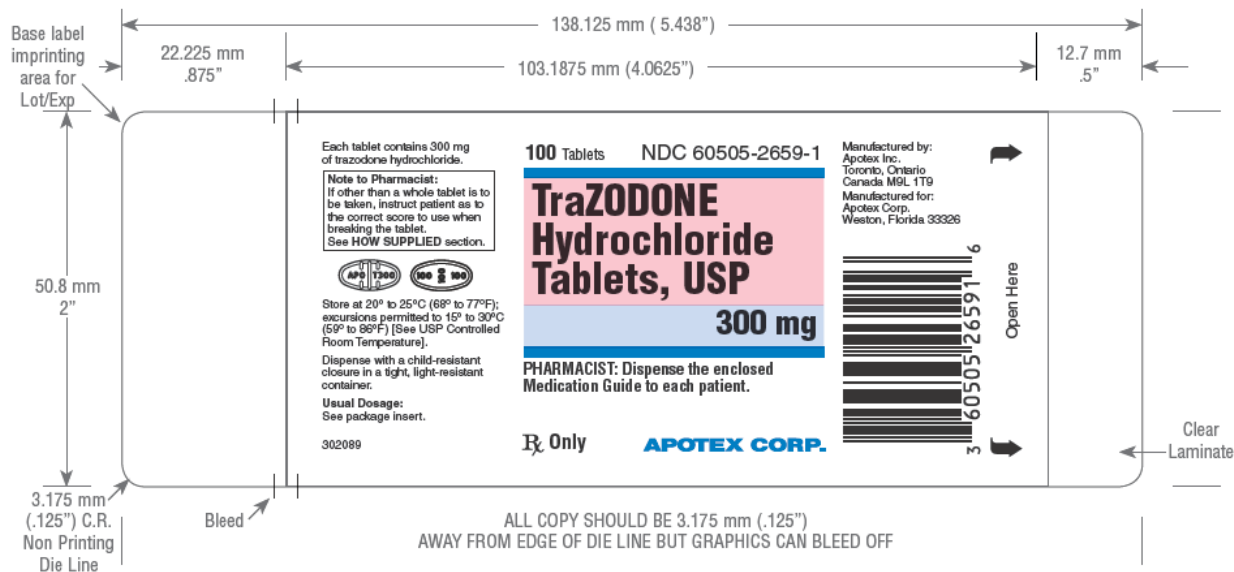 138.125 mm ( 5.438")
Base label
imprinting
area for
Lot/Exp
22.225 mm
.875"
103.1875 mm (4.0625")
12.7 mm
.5"
50.8 mm
2"
Each tablet contains 300 mg
of trazodone hydrochloride.
Note to Pharmacist:
If other than a whole tablet is to
be taken, instruct patient as to
the correct score to use when
breaking the tablet.
See HOW SUPPLIED section.
APO T300
100 100 100
Store at 20° to 25°C (68° to 77°F);
excursions permitted to 15° to 30°C
(59° to 86°F) [See USP Controlled
Room Temperature].
Dispense with a child-resistant
closure in a tight, light-resistant
container.
Usual Dosage:
See package insert.
302089
100 Tablets NDC 60505-2659-1
TraZODONE
Hydrochloride
Tablets, USP
300 mg
PHARMACIST: Dispense the enclosed
Medication Guide to each patient.
Rx Only APOTEX CORP.
Manufactured by:
Apotex Inc.
Toronto, Ontario
Canada M9L 1T9
Manufactured for:
Apotex Corp.
Weston, Florida 33326
3 60505 26591 6
Open Here
Clear
Laminate
3.175 mm
(.125") C.R.
Non Printing
Die Line
Bleed
ALL COPY SHOULD BE 3.175 mm (.125")
AWAY FROM EDGE OF DIE LINE BUT GRAPHICS CAN BLEED OFF